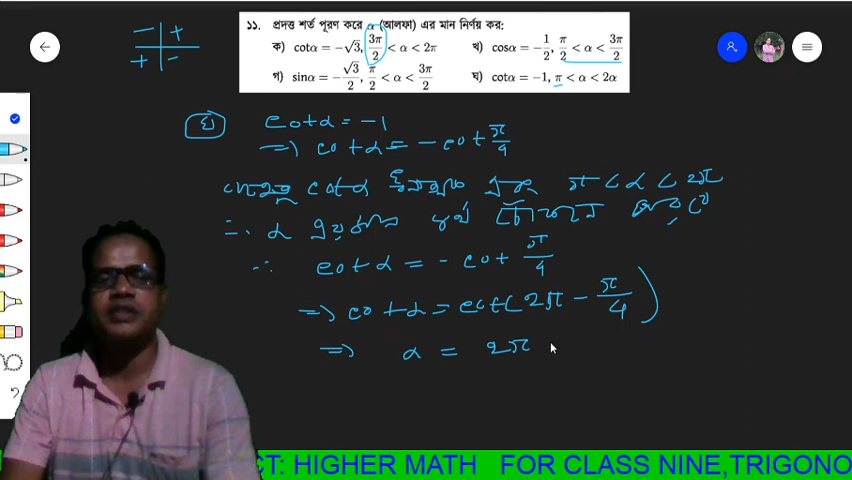 ১১. প্রদত্ত শর্ত পূরণ করে α (আলফা) এর মান নির্ণয় কর:
ক) cotα = −√3, 3π/2 < α < 2π খ) cosα = −1/2, π/2 < α < 3π/2
গ) sinα = −√3/2, π/2 < α < 3π/2 ঘ) cotα = −1, π < α < 2α
− +
+ −
ঘ cotα = −1
⇒ cotα = −cot π/4
যেহেতু cotα ঋণাত্মক এবং π < α < 2π
∴ α এর অবস্থান ৪র্থ চৌকোণে
∴ cotα = −cot π/4
⇒ cotα = cot(2π − π/4)
⇒ α = 2π
CT: HIGHER MATH FOR CLASS NINE,TRIGONO